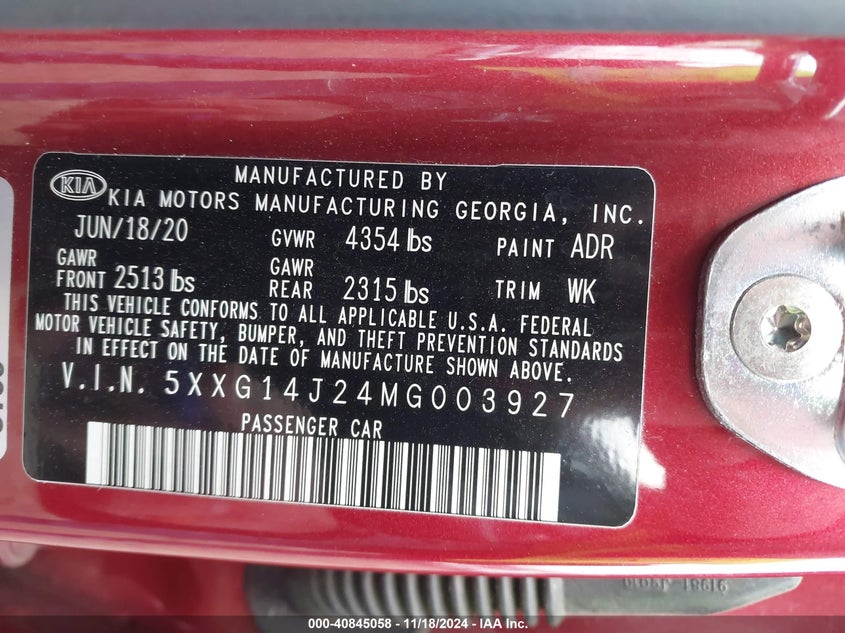 MANUFACTURED BY
KIA
KIA MOTORS MANUFACTURING GEORGIA, INC.
JUN/18/20 GVWR 4354 lbs PAINT ADR
GAWR FRONT 2513 lbs GAWR REAR 2315 lbs TRIM WK
THIS VEHICLE CONFORMS TO ALL APPLICABLE U.S.A. FEDERAL
MOTOR VEHICLE SAFETY, BUMPER, AND THEFT PREVENTION STANDARDS
IN EFFECT ON THE DATE OF MANUFACTURE SHOWN ABOVE.
V.I.N. 5XXG14J24MG003927
PASSENGER CAR
000-40845058 - 11/18/2024 - IAA Inc.